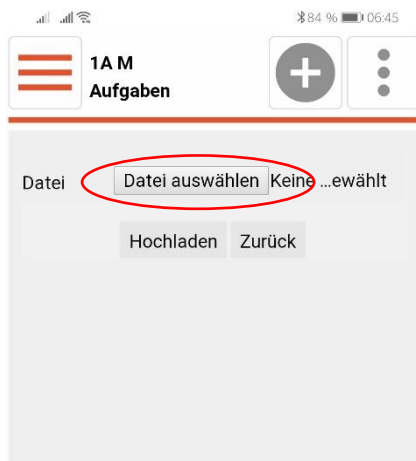 84 % 06:45
1A M
Aufgaben
Datei Datei auswählen Keine ...ewählt
Hochladen Zurück